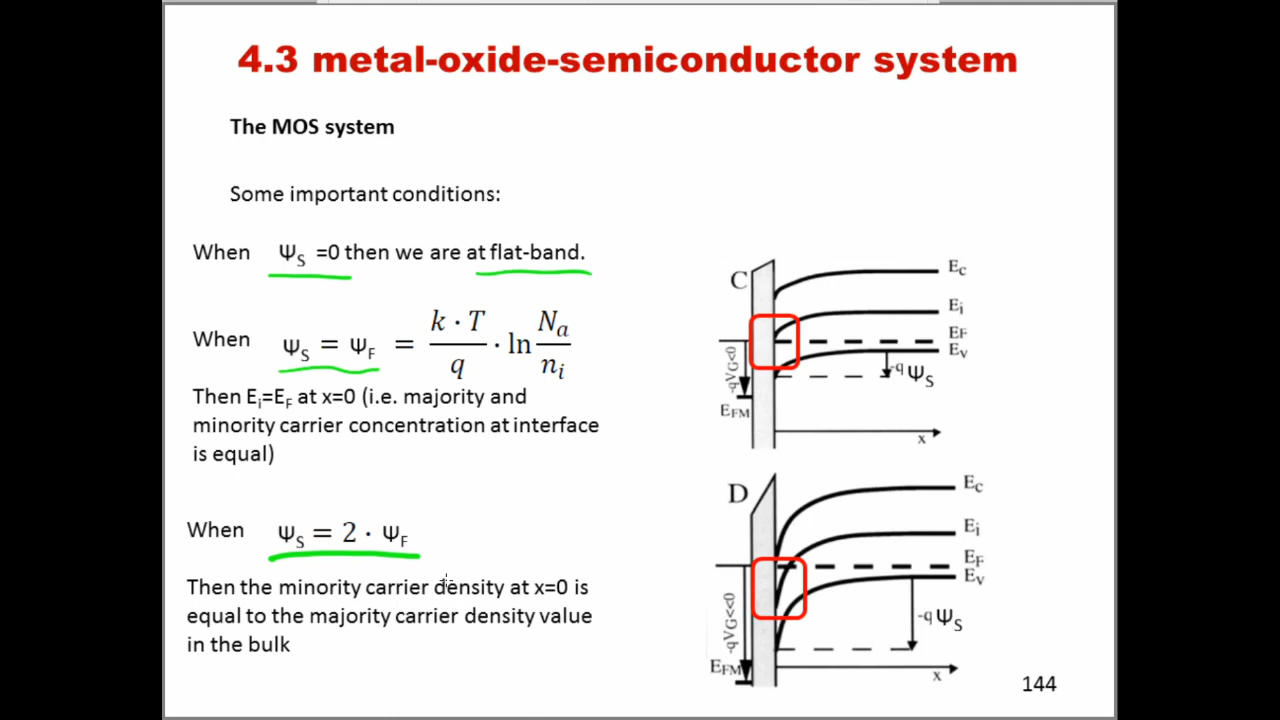 4.3 metal-oxide-semiconductor system
The MOS system
Some important conditions:
When Ψ_S =0 then we are at flat-band.
When Ψ_S = Ψ_F = k · T / q · ln N_a / n_i
Then E_i=E_F at x=0 (i.e. majority and
minority carrier concentration at interface
is equal)
When Ψ_S = 2 · Ψ_F
Then the minority carrier density at x=0 is
equal to the majority carrier density value
in the bulk
C
E_C
E_i
E_F
E_V
-q Ψ_S
-qV_G<0
E_FM
x
D
E_C
E_i
E_F
E_V
-q Ψ_S
-qV_G<<0
E_FM
x
144